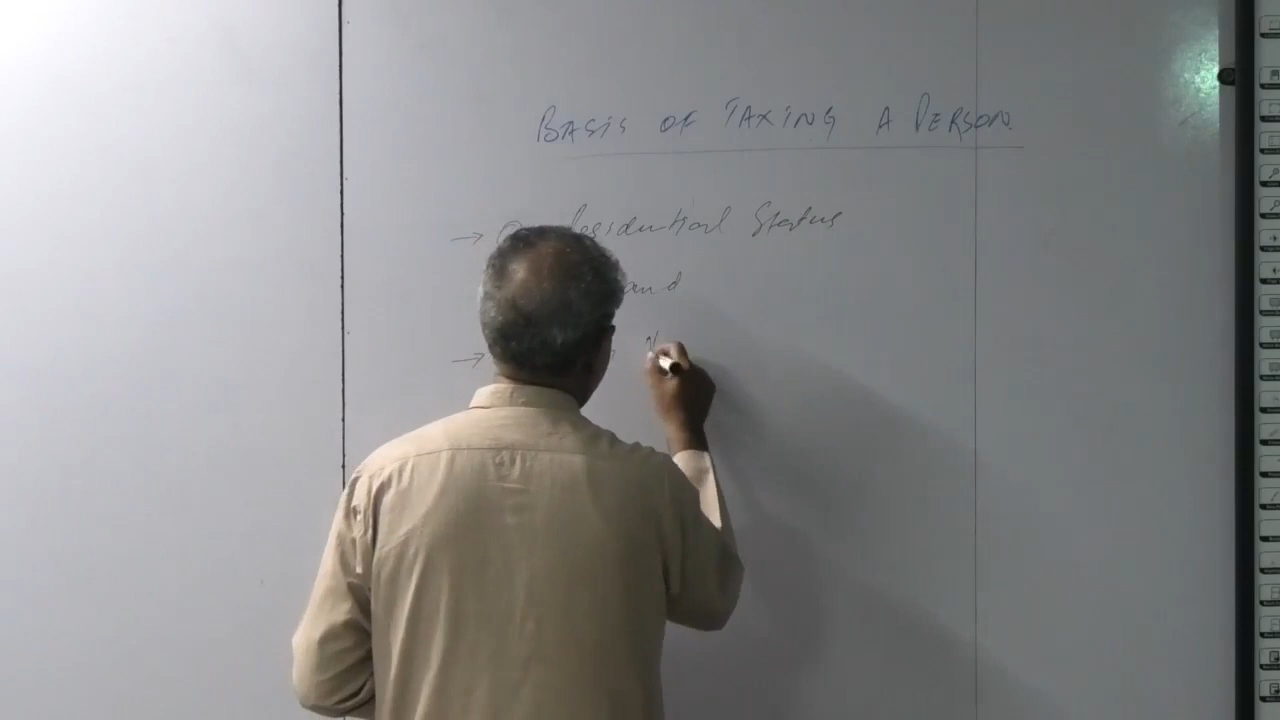 BASIS OF TAXING A PERSON.
→ Residential Status
and
→